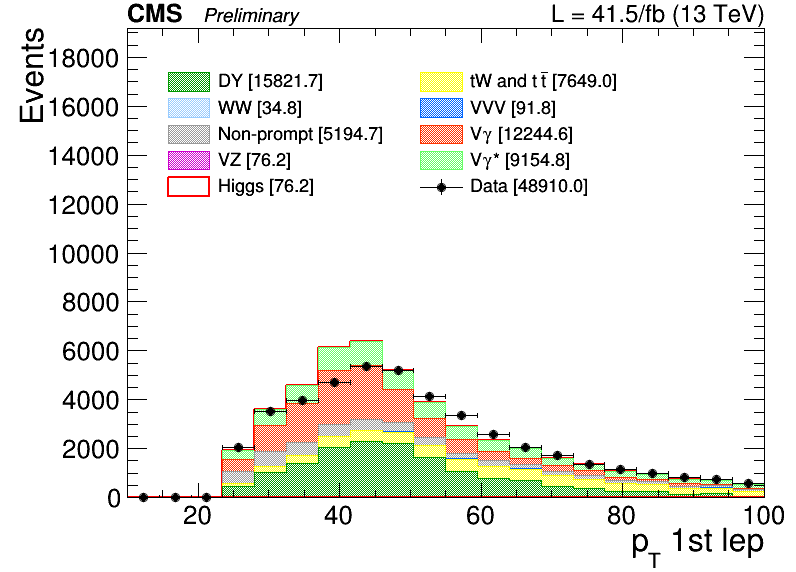 CMS Preliminary L = 41.5/fb (13 TeV)
Events
18000
16000
14000
12000
10000
8000
6000
4000
2000
0
DY [15821.7]
WW [34.8]
Non-prompt [5194.7]
VZ [76.2]
Higgs [76.2]
tW and tt̅ [7649.0]
VVV [91.8]
Vγ [12244.6]
Vγ* [9154.8]
Data [48910.0]
20 40 60 80 100
p_T 1st lep